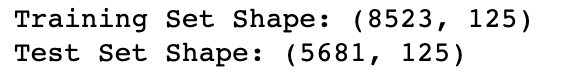 Training Set Shape: (8523, 125)
Test Set Shape: (5681, 125)